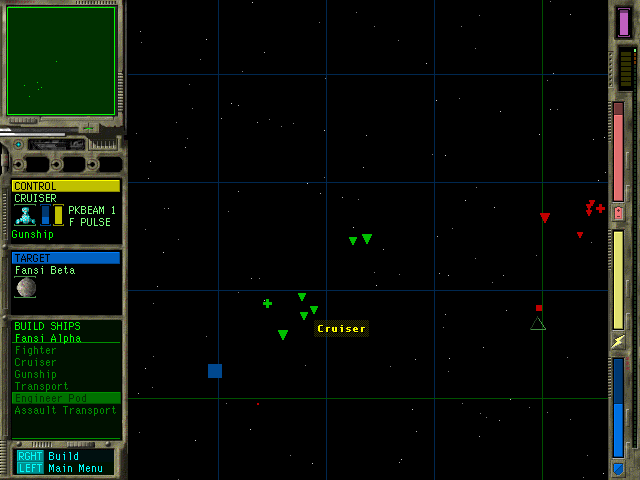 CONTROL
CRUISER
PKBEAM 1
F PULSE
Gunship
TARGET
Fansi Beta
BUILD SHIPS
Fansi Alpha
Fighter
Cruiser
Gunship
Transport
Engineer Pod
Assault Transport
RGHT Build
LEFT Main Menu
Cruiser